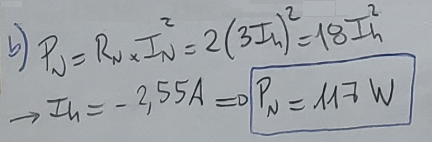 b) P_N = R_N × I_N² = 2(3I_h)² = 18I_h²
→ I_h = - 2,55A ⇒ P_N = 117 W